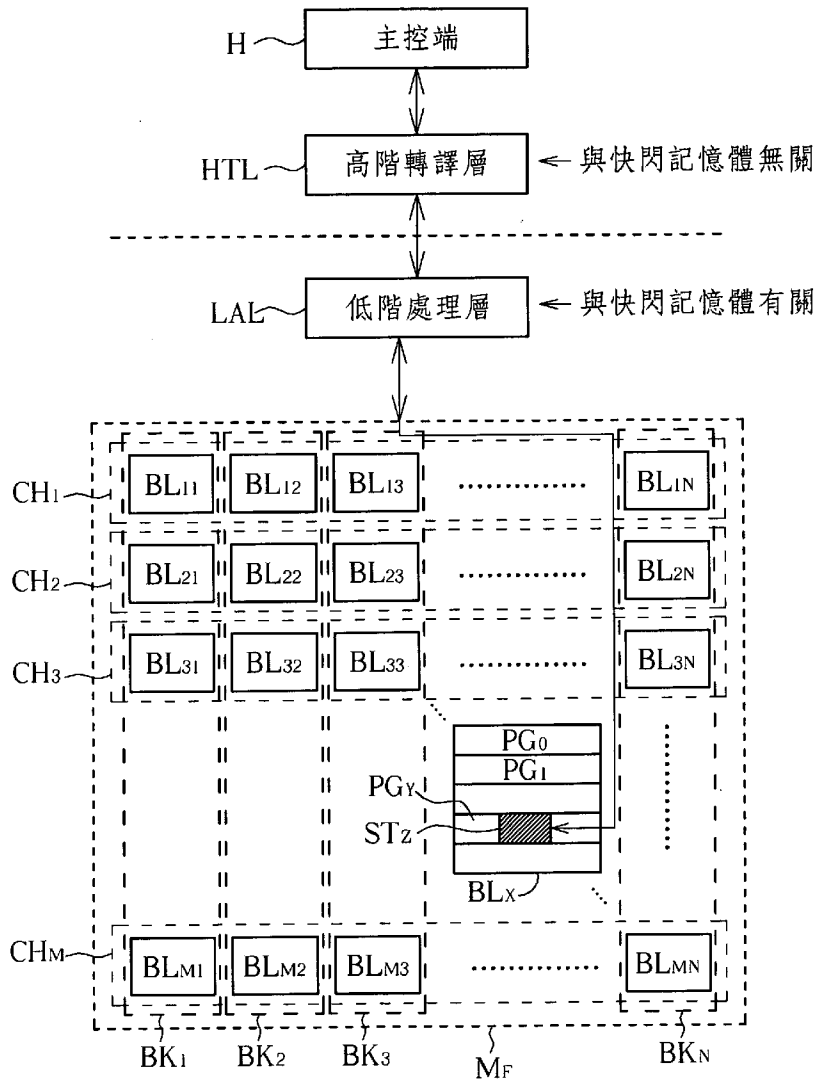 H
主控端
HTL
高階轉譯層
與快閃記憶體無關
LAL
低階處理層
與快閃記憶體有關
CH1 BL11 BL12 BL13 BL1N
CH2 BL21 BL22 BL23 BL2N
CH3 BL31 BL32 BL33 BL3N
PG0
PG1
PGY
STZ
BLX
CHM BLM1 BLM2 BLM3 BLMN
BK1 BK2 BK3 MF BKN